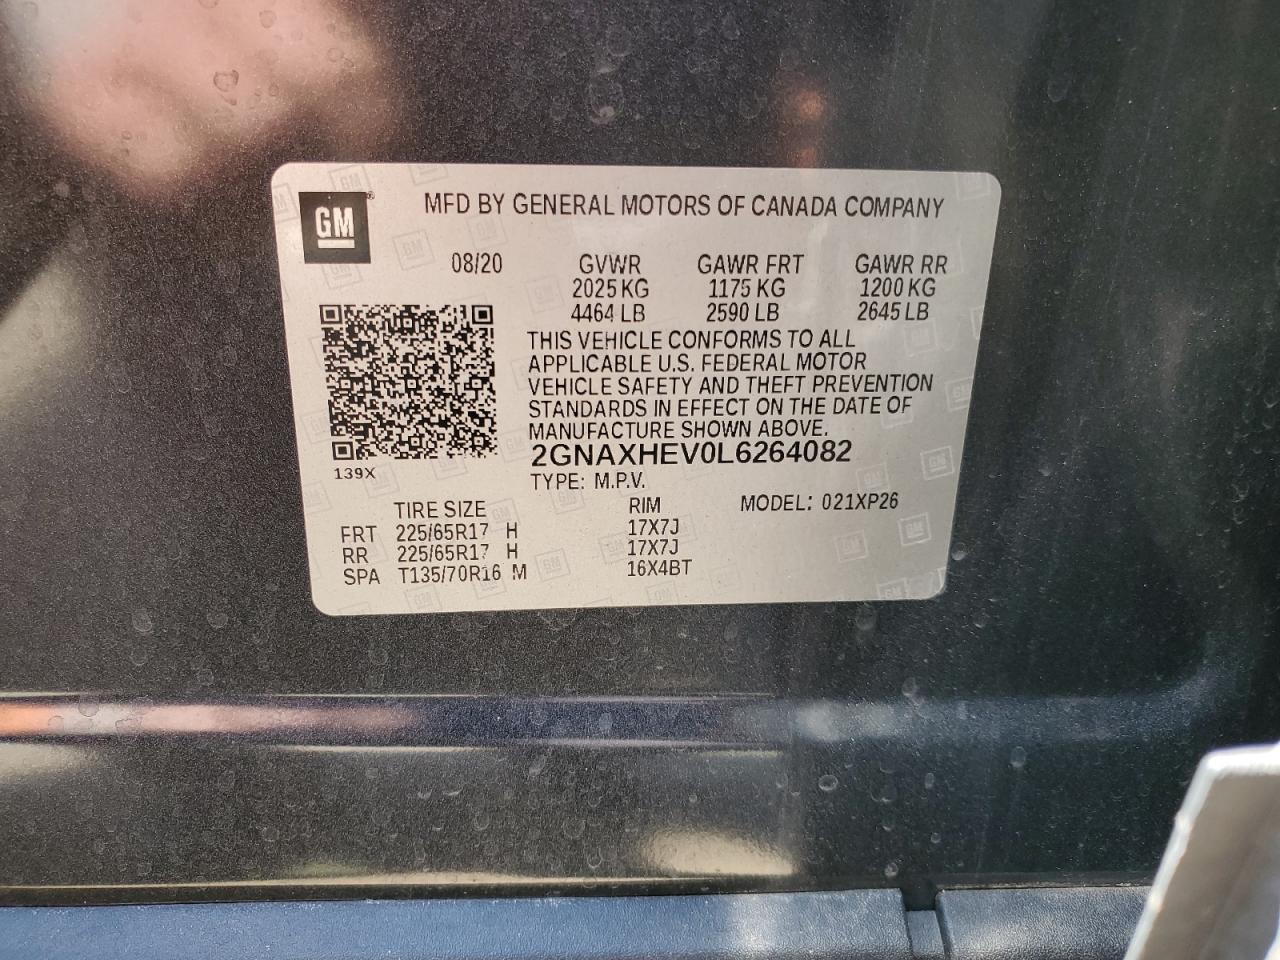 GM
MFD BY GENERAL MOTORS OF CANADA COMPANY
08/20 GVWR GAWR FRT GAWR RR
2025 KG 1175 KG 1200 KG
4464 LB 2590 LB 2645 LB
THIS VEHICLE CONFORMS TO ALL
APPLICABLE U.S. FEDERAL MOTOR
VEHICLE SAFETY AND THEFT PREVENTION
STANDARDS IN EFFECT ON THE DATE OF
MANUFACTURE SHOWN ABOVE.
2GNAXHEV0L6264082
139X
TYPE: M.P.V.
TIRE SIZE RIM MODEL: 021XP26
FRT 225/65R17 H 17X7J
RR 225/65R17 H 17X7J
SPA T135/70R16 M 16X4BT